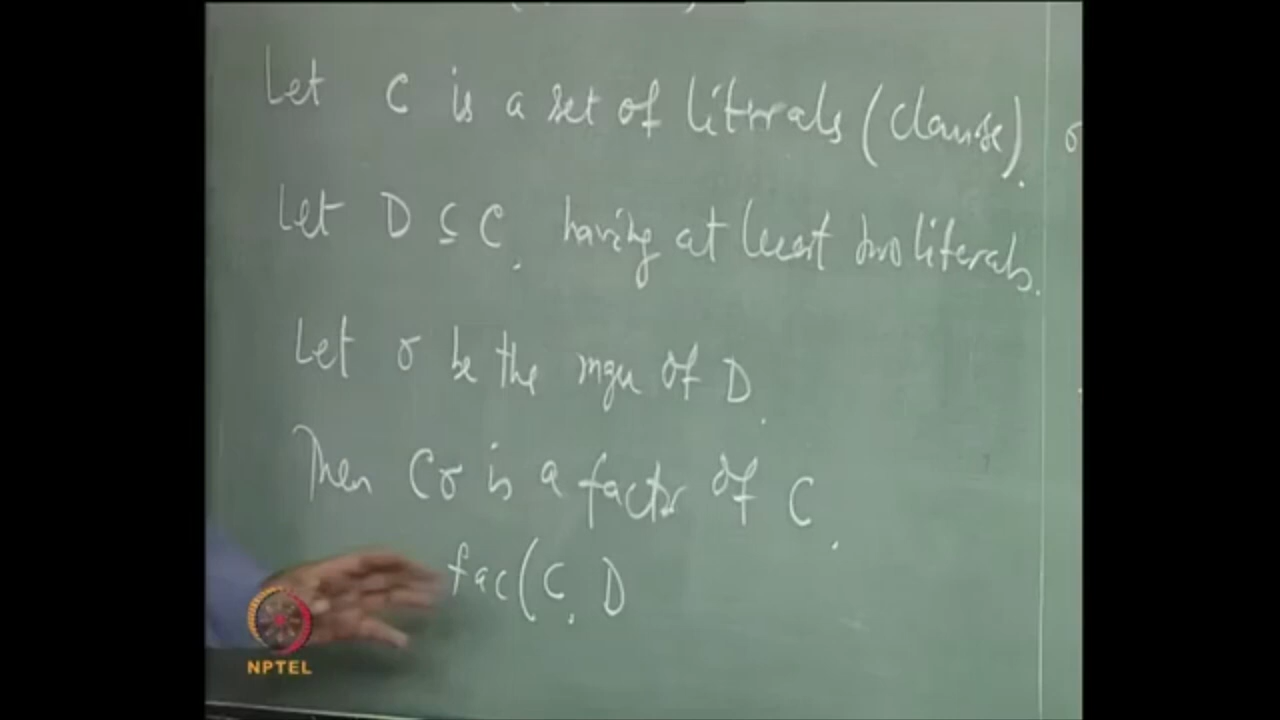 Let C is a set of literals (Clause). σ
Let D ⊆ C, having at least two literals.
Let σ be the mgu of D.
Then Cσ is a factor of C.
fac(C, D
NPTEL